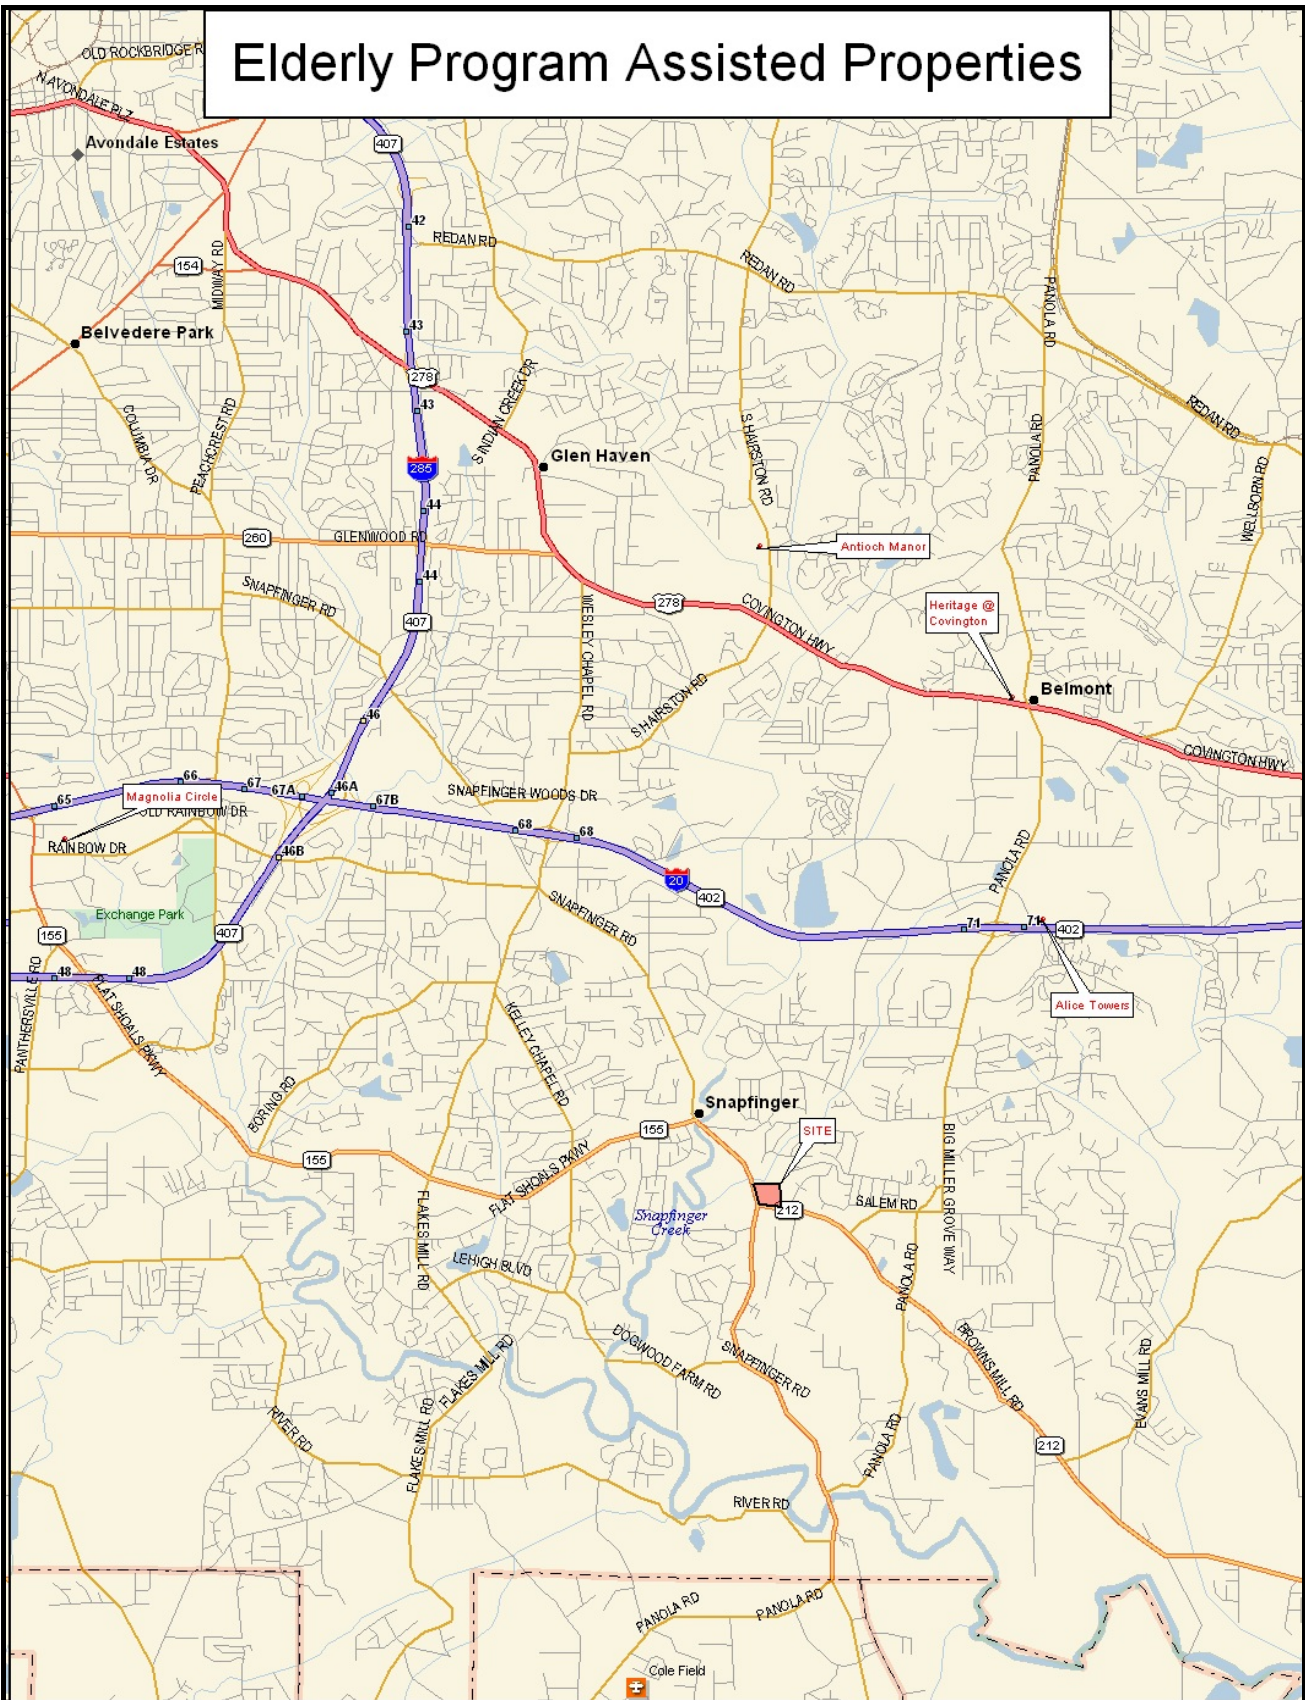 Elderly Program Assisted Properties
OLD ROCKBRIDGE R
N AVONDALE PLZ
Avondale Estates
407
42
REDAN RD
REDAN RD
154
MIDWAY RD
PANOLA RD
Belvedere Park
43
278
43
S INDIAN CREEK DR
COLUMBIA DR
PEACHCREST RD
REDAN RD
S HAIRSTON RD
PANOLA RD
Glen Haven
285
WELLBORN RD
44
260
GLENWOOD RD
Antioch Manor
44
SNAPFINGER RD
407
WESLEY CHAPEL RD
278
COVINGTON HWY
Heritage @
Covington
Belmont
S HAIRSTON RD
46
COVINGTON HWY
66
67
67A
46A
67B
65
Magnolia Circle
OLD RAINBOW DR
SNAPFINGER WOODS DR
68
68
RAINBOW DR
46B
PANOLA RD
20
402
Exchange Park
SNAPFINGER RD
155
407
71
71
402
48
48
PANTHERSVILLE RD
FLAT SHOALS PKWY
Alice Towers
KELLEY CHAPEL RD
BORING RD
Snapfinger
SITE
155
155
BIG MILLER GROVE WAY
FLAT SHOALS PKWY
FLAKES MILL RD
SALEM RD
212
Snapfinger
Creek
LEHIGH BLVD
PANOLA RD
DOGWOOD FARM RD
SNAPFINGER RD
BROWNS MILL RD
EVANS MILL RD
FLAKES MILL RD
FLAKES MILL RD
RIVER RD
PANOLA RD
212
RIVER RD
PANOLA RD
PANOLA RD
Cole Field